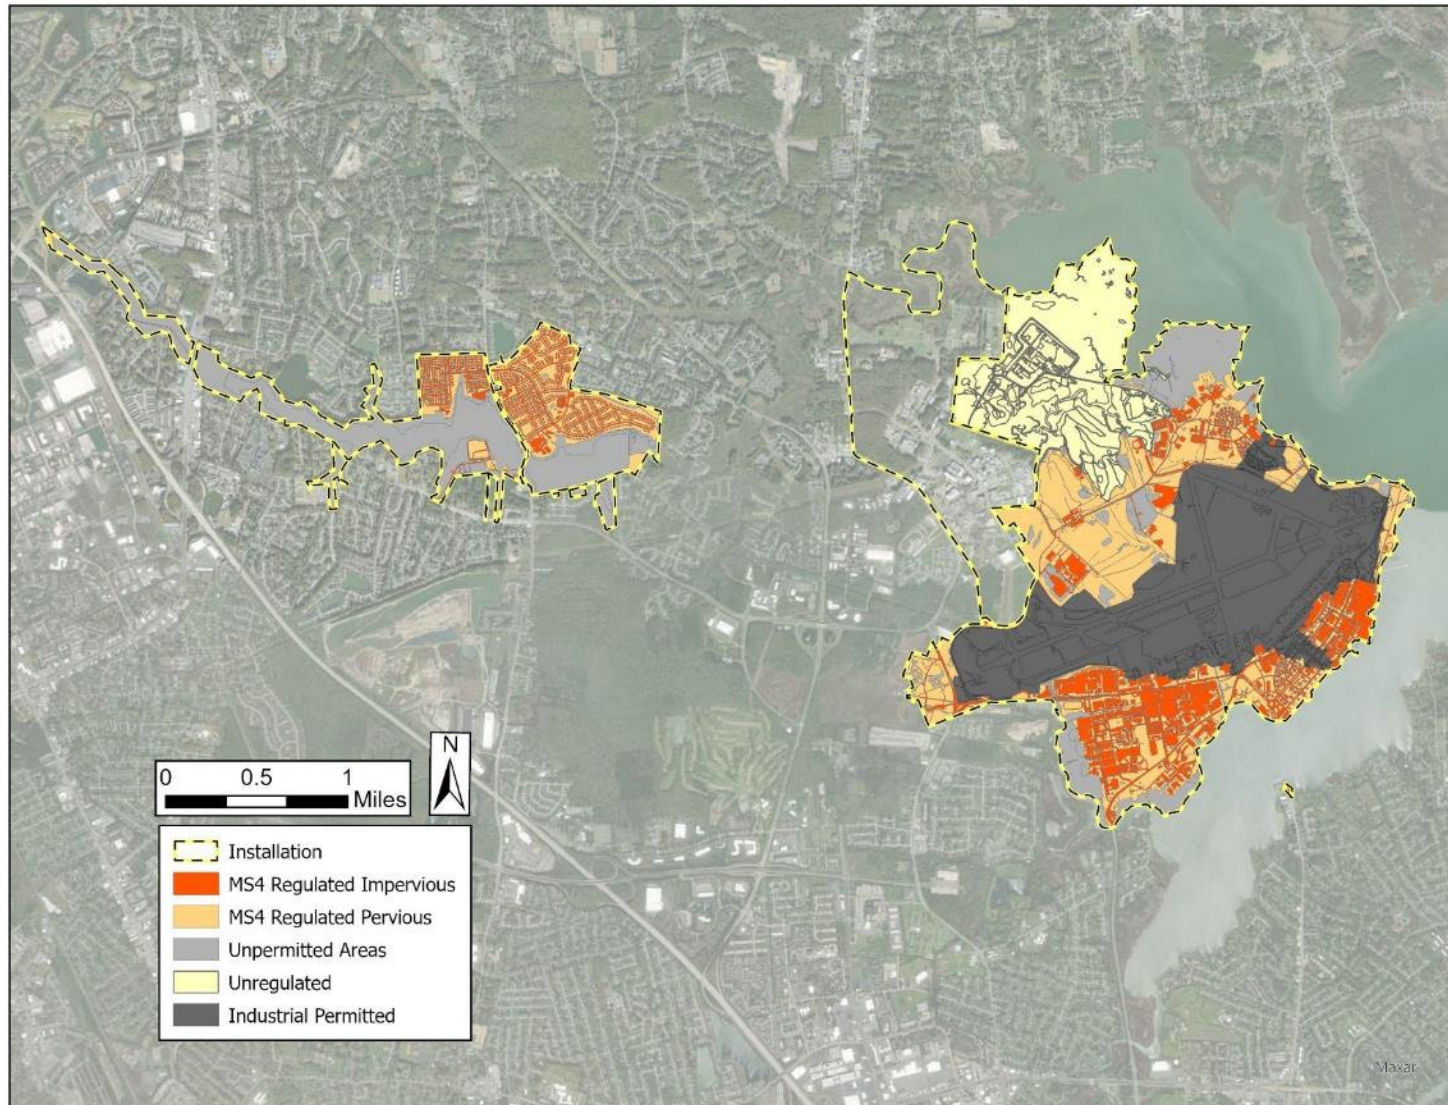 N
0 0.5 1
Miles
Installation
MS4 Regulated Impervious
MS4 Regulated Pervious
Unpermitted Areas
Unregulated
Industrial Permitted
Maxar